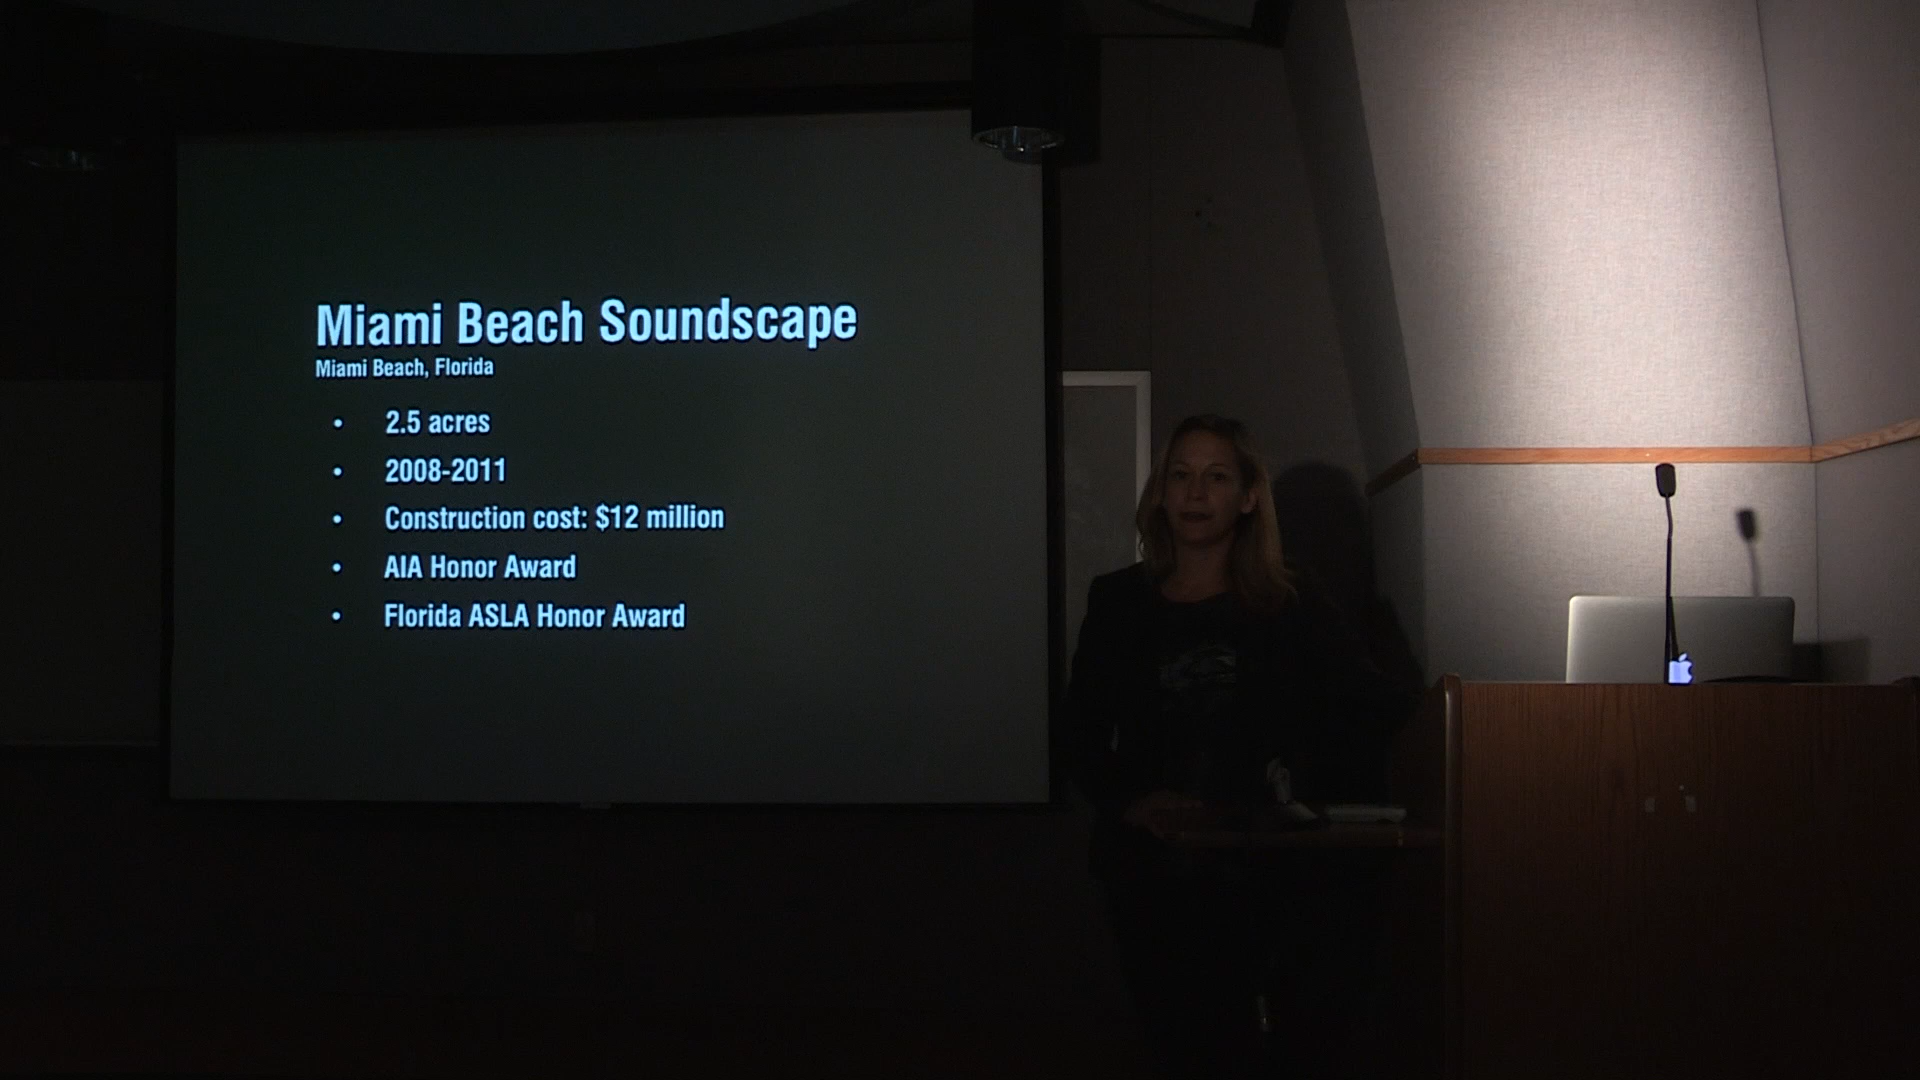 Miami Beach Soundscape
Miami Beach, Florida
• 2.5 acres
• 2008-2011
• Construction cost: $12 million
• AIA Honor Award
• Florida ASLA Honor Award